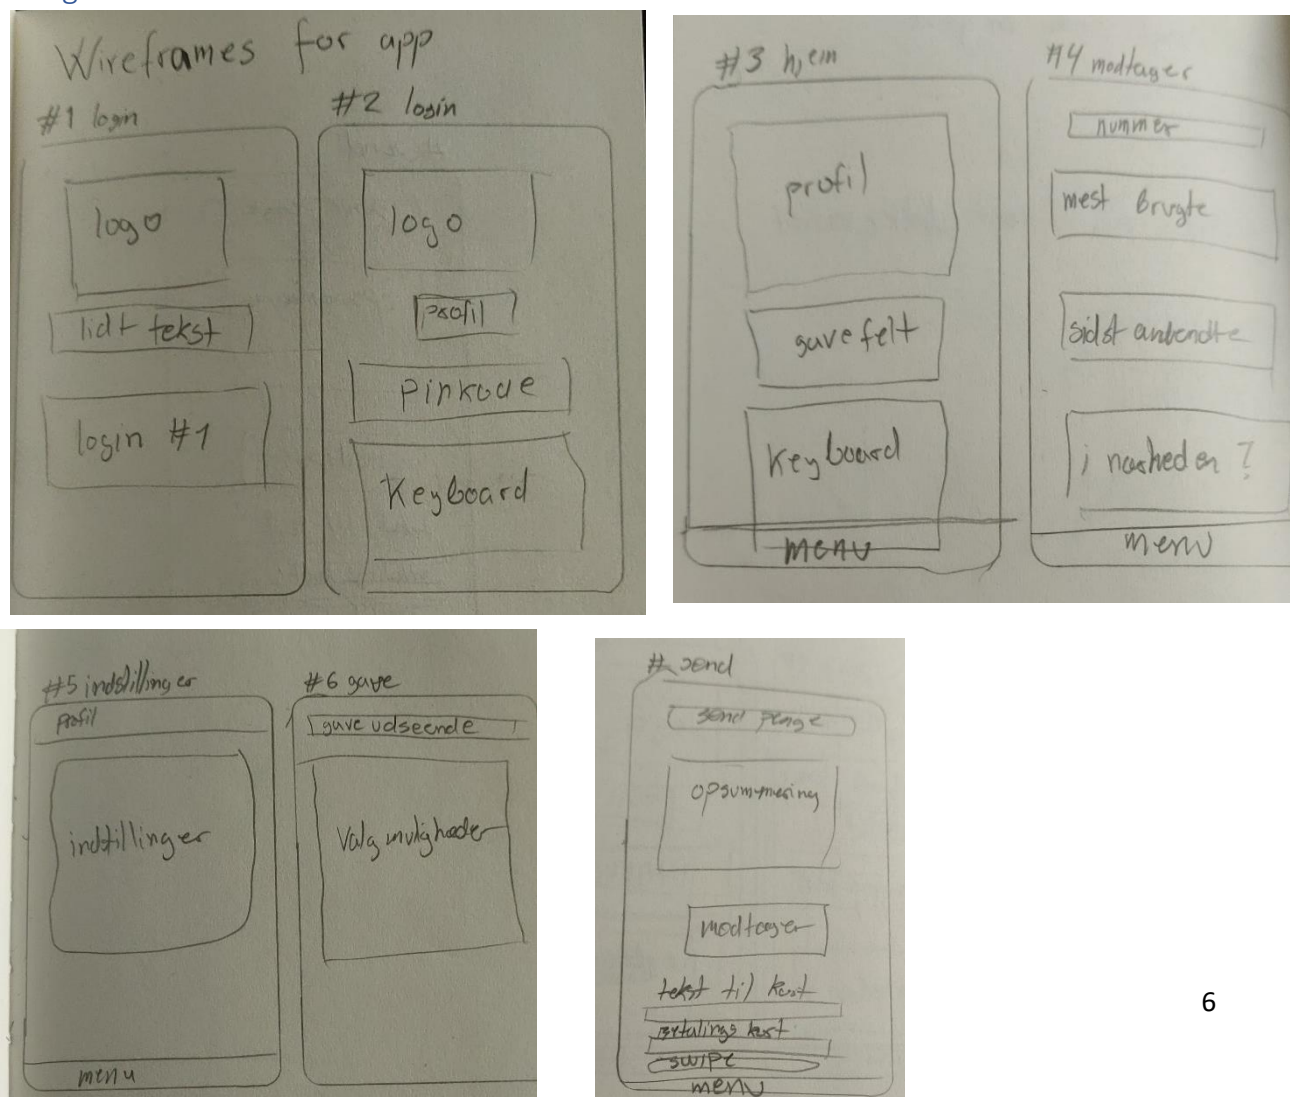 Wireframes for app
#1 login
logo
lidt tekst
login #1
#2 login
logo
profil
Pinkode
Keyboard
#3 hjem
profil
gavefelt
Keyboard
menu
#4 modtager
nummer
mest Brugte
sidst anvendte
i nærheden?
menu
#5 indstillinger
profil
indstillinger
menu
#6 gave
gave udseende
Valgmuligheder
# send
send penge
opsummering
modtager
tekst til kort
Betalings kort
swipe
menu
6